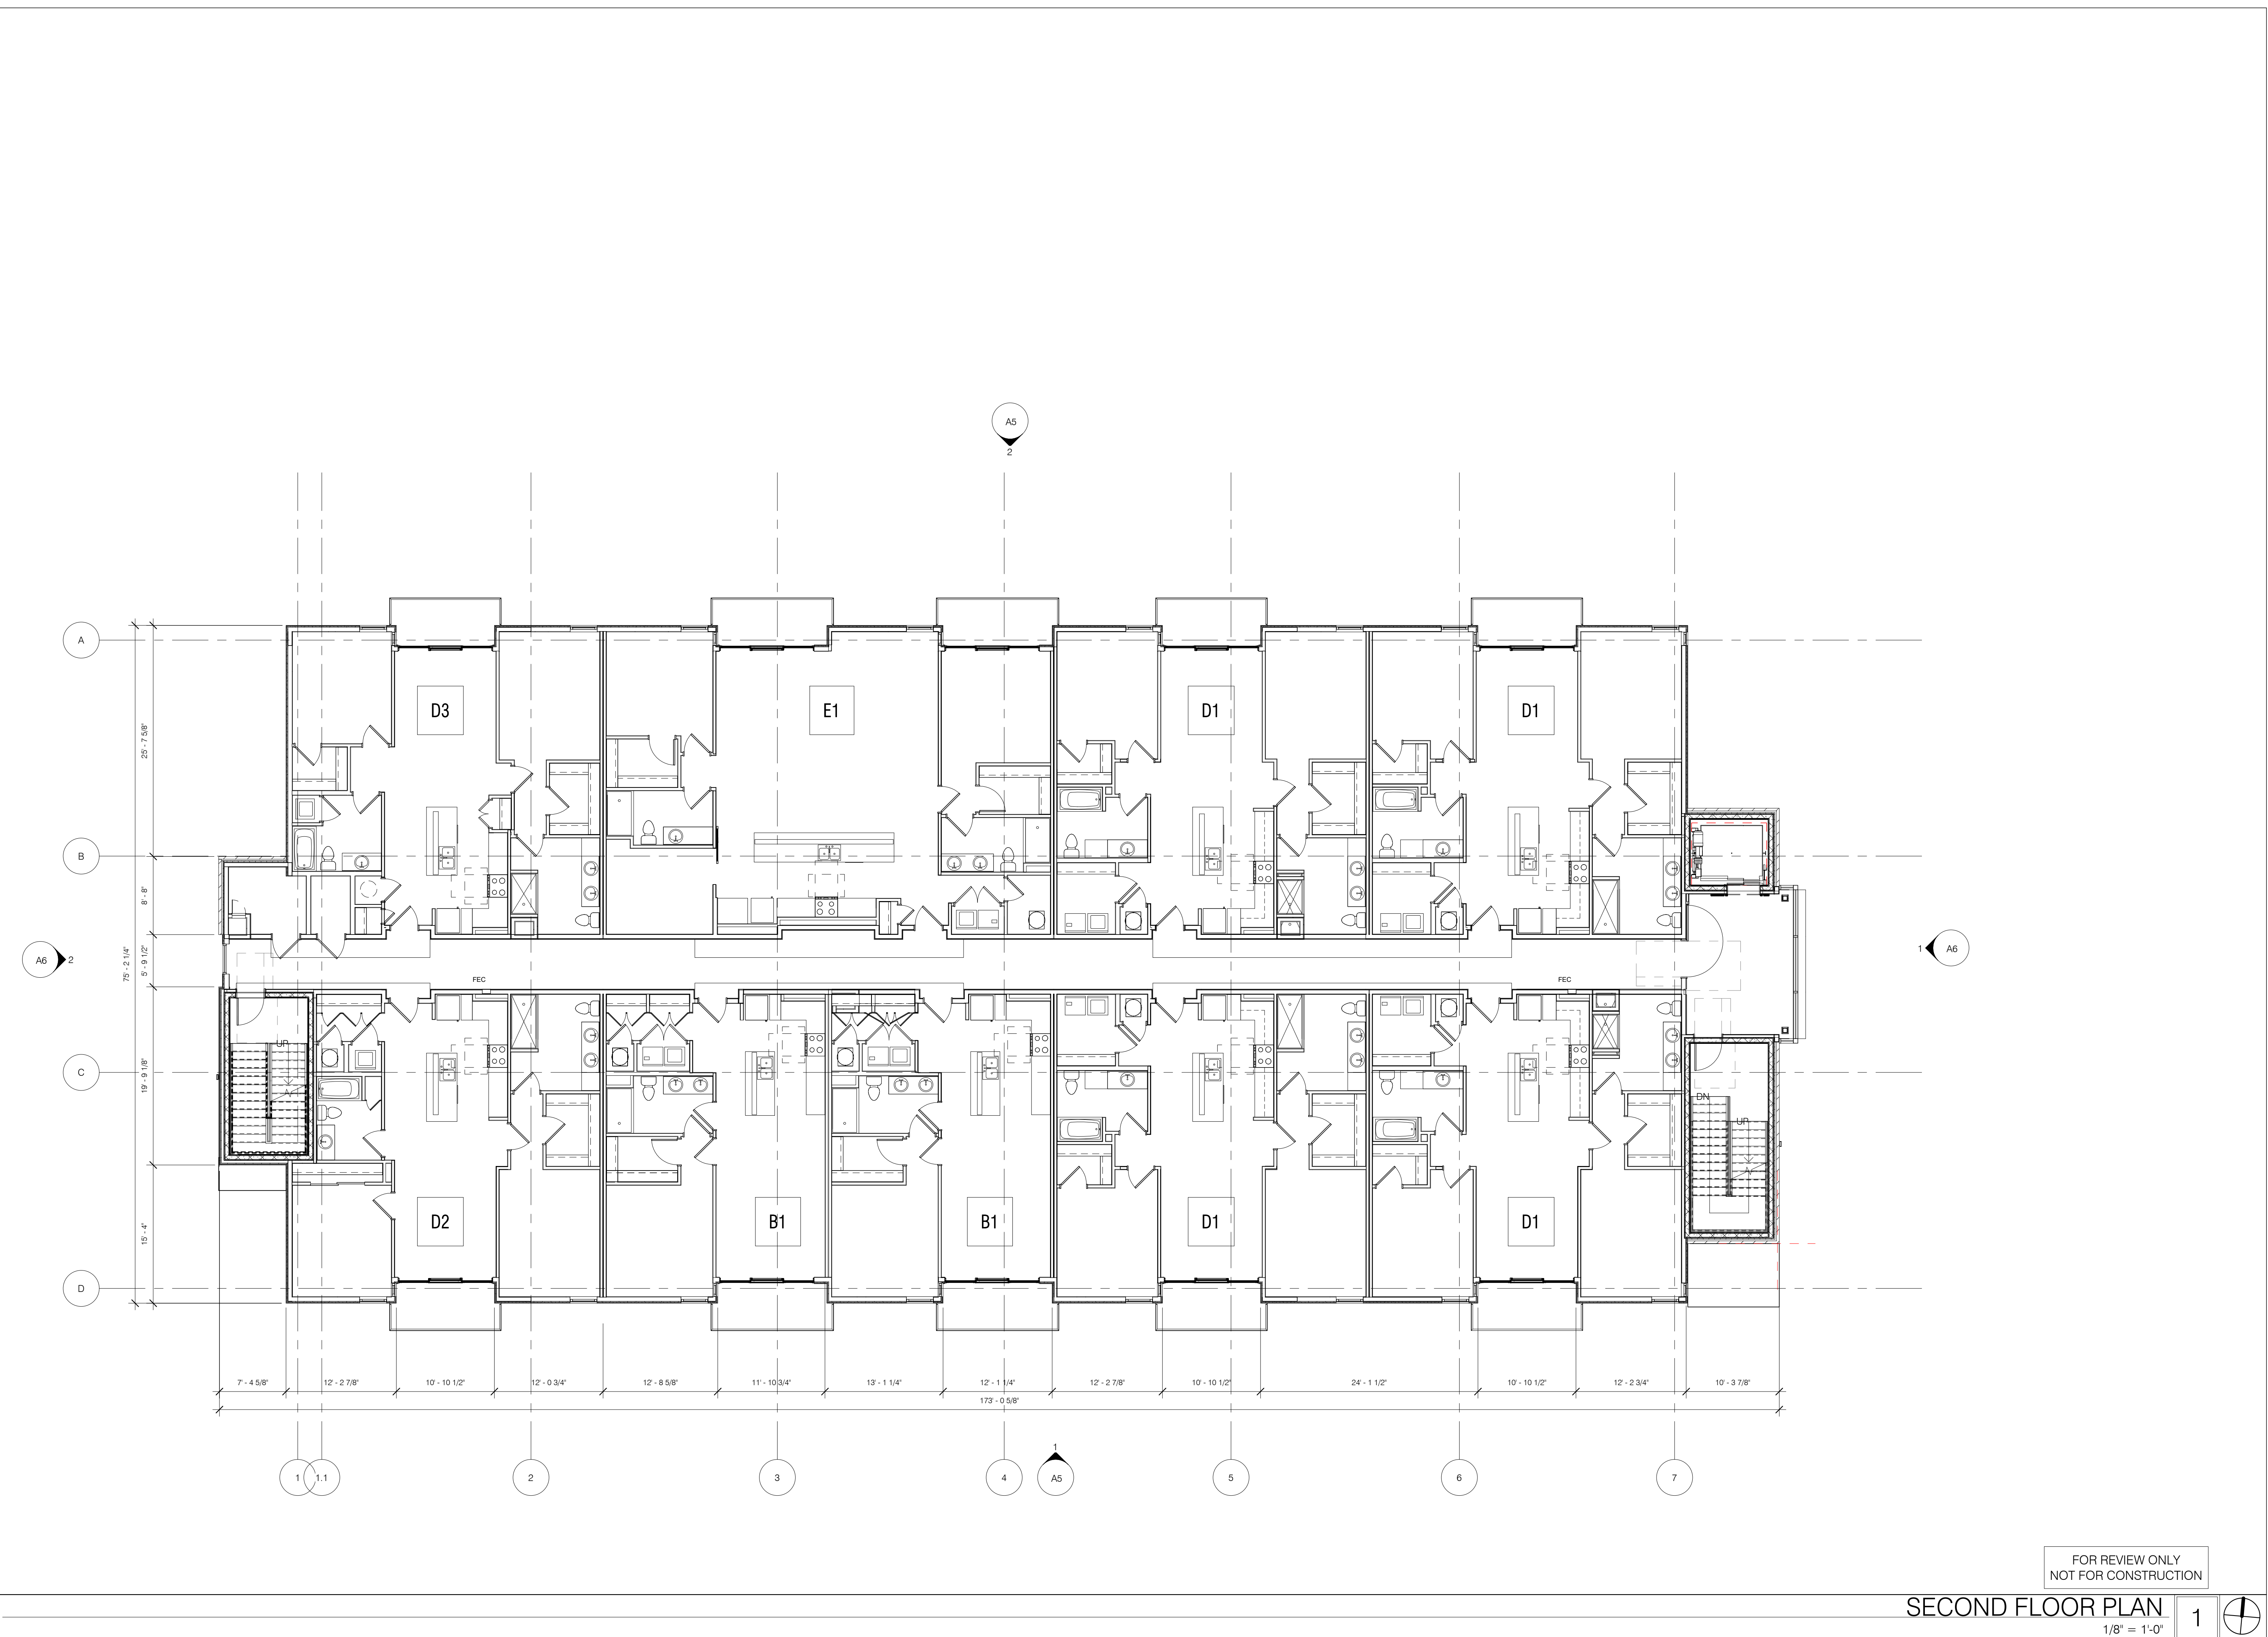 A5
2
A
D3
E1
D1
D1
25' - 7 5/8"
B
8' - 8"
75' - 2 1/4"
5' - 9 1/2"
A6
2
1
A6
FEC
FEC
UP
C
19' - 9 1/8"
DN
UP
D2
B1
B1
D1
D1
15' - 4"
D
7' - 4 5/8"
12' - 2 7/8"
10' - 10 1/2"
12' - 0 3/4"
12' - 8 5/8"
11' - 10 3/4"
13' - 1 1/4"
12' - 1 1/4"
12' - 2 7/8"
10' - 10 1/2"
24' - 1 1/2"
10' - 10 1/2"
12' - 2 3/4"
10' - 3 7/8"
173' - 0 5/8"
1
1
1.1
2
3
4
A5
5
6
7
FOR REVIEW ONLY
NOT FOR CONSTRUCTION
SECOND FLOOR PLAN
1
1/8" = 1'-0"